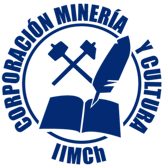 CORPORACIÓN MINERÍA Y CULTURA
IIMCh